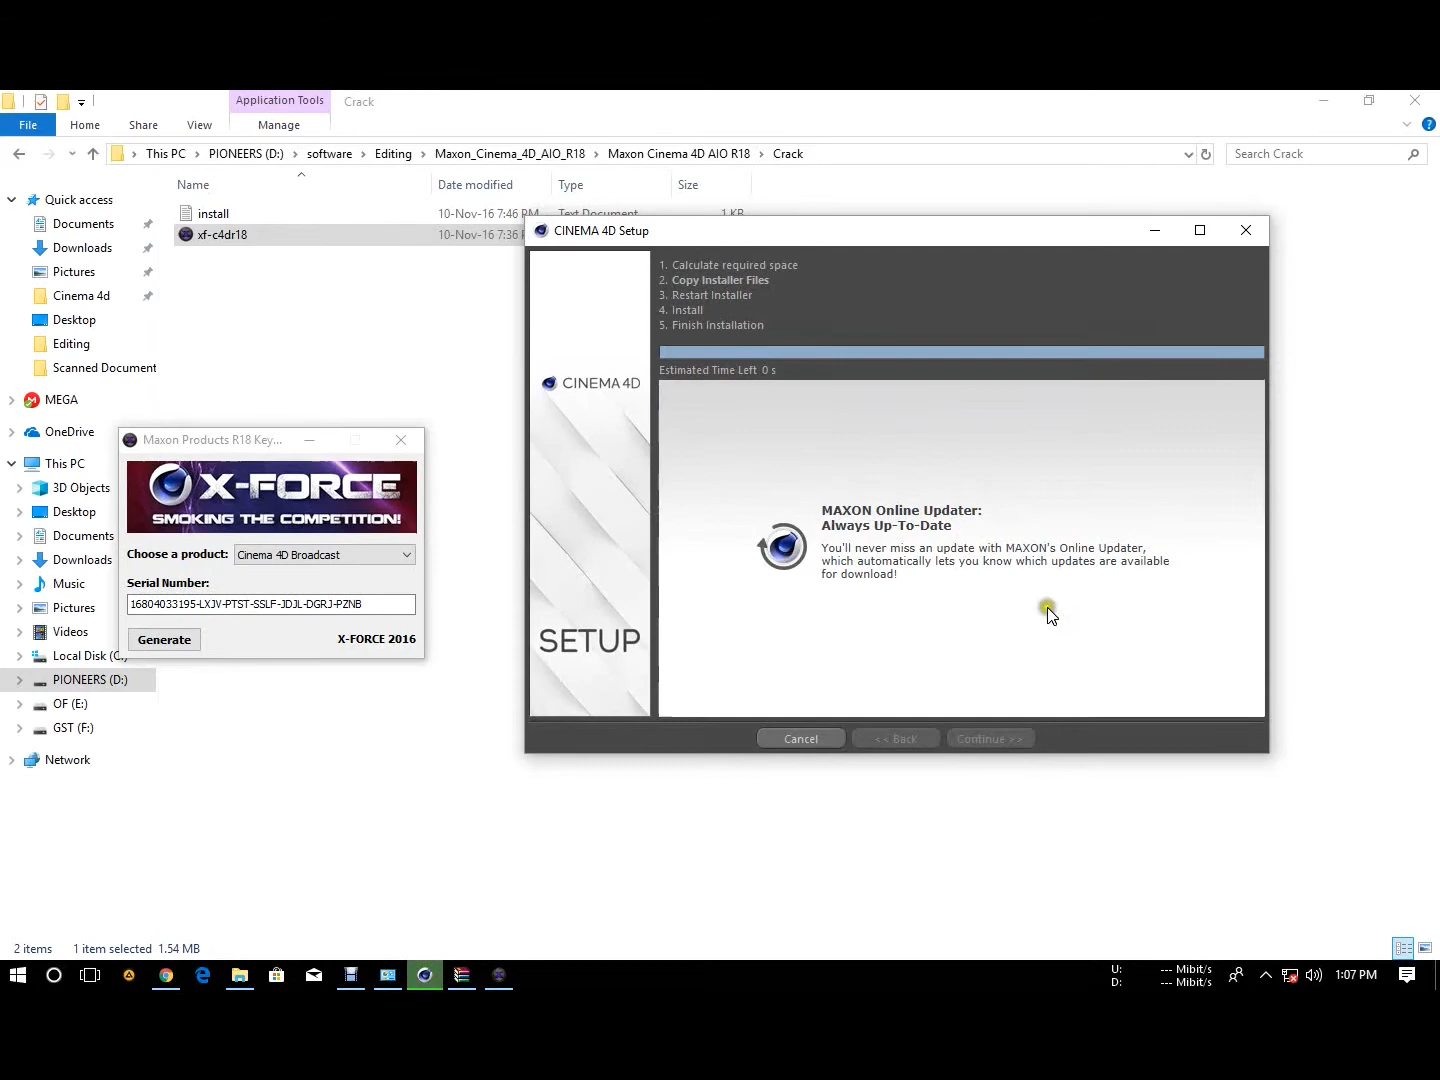 Application Tools
Crack
File
Home
Share
View
Manage
This PC
PIONEERS (D:)
software
Editing
Maxon_Cinema_4D_AIO_R18
Maxon Cinema 4D AIO R18
Crack
Search Crack
Name
Date modified
Type
Size
install
10-Nov-16 7:46 PM
Text Document
1 KB
xf-c4dr18
10-Nov-16 7:36
Quick access
Documents
Downloads
Pictures
Cinema 4d
Desktop
Editing
Scanned Document
MEGA
OneDrive
This PC
3D Objects
Desktop
Documents
Downloads
Music
Pictures
Videos
Local Disk (C:)
PIONEERS (D:)
OF (E:)
GST (F:)
Network
Maxon Products R18 Key...
X-FORCE
SMOKING THE COMPETITION!
Choose a product:
Cinema 4D Broadcast
Serial Number:
16804033195-LXJV-PTST-SSLF-JDJL-DGRJ-PZNB
Generate
X-FORCE 2016
CINEMA 4D Setup
CINEMA 4D
SETUP
1. Calculate required space
2. Copy Installer Files
3. Restart Installer
4. Install
5. Finish Installation
Estimated Time Left 0 s
MAXON Online Updater:
Always Up-To-Date
You'll never miss an update with MAXON's Online Updater,
which automatically lets you know which updates are available
for download!
Cancel
<< Back
Continue >>
2 items
1 item selected 1.54 MB
U: --- Mibit/s
D: --- Mibit/s
1:07 PM